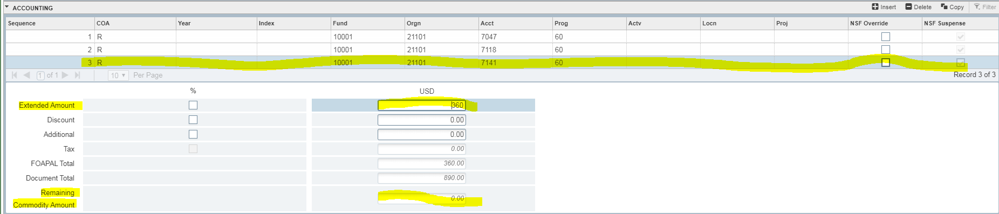 ACCOUNTING Insert Delete Copy Filter
Sequence COA Year Index Fund Orgn Acct Prog Actv Locn Proj NSF Override NSF Suspense
1 R 10001 21101 7047 60
2 R 10001 21101 7118 60
3 R 10001 21101 7141 60
1 of 1 10 Per Page Record 3 of 3
% USD
Extended Amount 360
Discount 0.00
Additional 0.00
Tax 0.00
FOAPAL Total 360.00
Document Total 890.00
Remaining
Commodity Amount 0.00